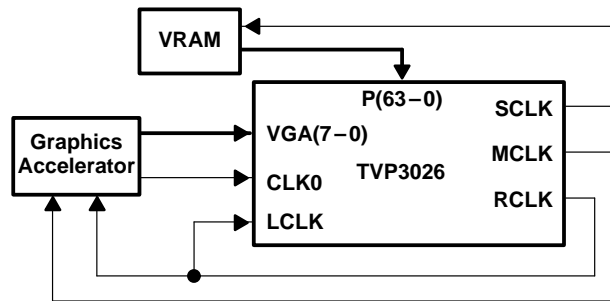 VRAM
P(63−0)
SCLK
Graphics
Accelerator
VGA(7−0)
MCLK
TVP3026
CLK0
RCLK
LCLK